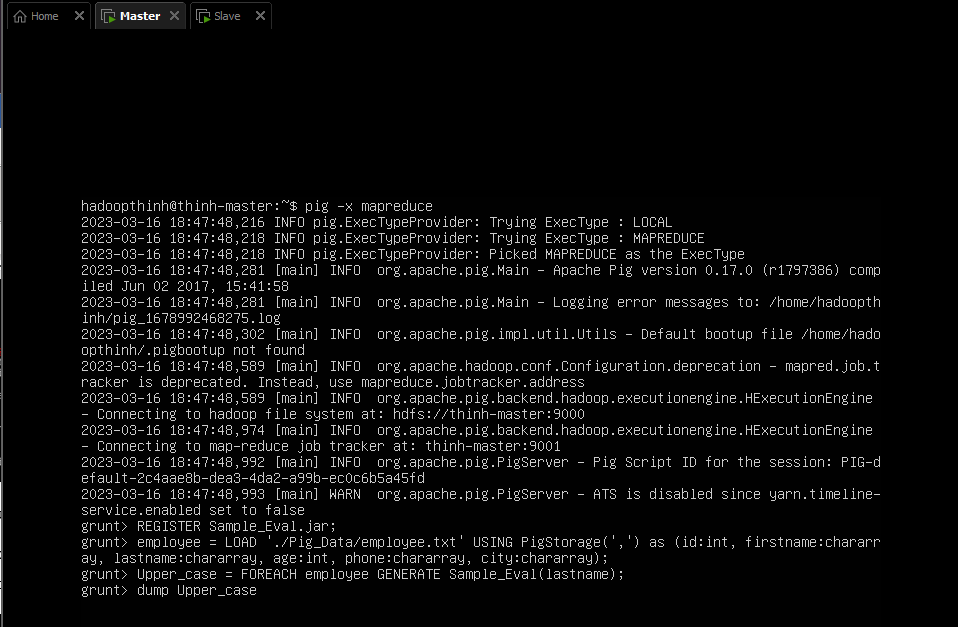 Home
Master
Slave
hadoopthinh@thinh-master:~$ pig -x mapreduce
2023-03-16 18:47:48,216 INFO pig.ExecTypeProvider: Trying ExecType : LOCAL
2023-03-16 18:47:48,218 INFO pig.ExecTypeProvider: Trying ExecType : MAPREDUCE
2023-03-16 18:47:48,218 INFO pig.ExecTypeProvider: Picked MAPREDUCE as the ExecType
2023-03-16 18:47:48,281 [main] INFO  org.apache.pig.Main - Apache Pig version 0.17.0 (r1797386) comp
iled Jun 02 2017, 15:41:58
2023-03-16 18:47:48,281 [main] INFO  org.apache.pig.Main - Logging error messages to: /home/hadoopth
inh/pig_1678992468275.log
2023-03-16 18:47:48,302 [main] INFO  org.apache.pig.impl.util.Utils - Default bootup file /home/hado
opthinh/.pigbootup not found
2023-03-16 18:47:48,589 [main] INFO  org.apache.hadoop.conf.Configuration.deprecation - mapred.job.t
racker is deprecated. Instead, use mapreduce.jobtracker.address
2023-03-16 18:47:48,589 [main] INFO  org.apache.pig.backend.hadoop.executionengine.HExecutionEngine
- Connecting to hadoop file system at: hdfs://thinh-master:9000
2023-03-16 18:47:48,974 [main] INFO  org.apache.pig.backend.hadoop.executionengine.HExecutionEngine
- Connecting to map-reduce job tracker at: thinh-master:9001
2023-03-16 18:47:48,992 [main] INFO  org.apache.pig.PigServer - Pig Script ID for the session: PIG-d
efault-2c4aae8b-dea3-4da2-a99b-ec0c6b5a45fd
2023-03-16 18:47:48,993 [main] WARN  org.apache.pig.PigServer - ATS is disabled since yarn.timeline-
service.enabled set to false
grunt> REGISTER Sample_Eval.jar;
grunt> employee = LOAD './Pig_Data/employee.txt' USING PigStorage(',') as (id:int, firstname:chararr
ay, lastname:chararray, age:int, phone:chararray, city:chararray);
grunt> Upper_case = FOREACH employee GENERATE Sample_Eval(lastname);
grunt> dump Upper_case